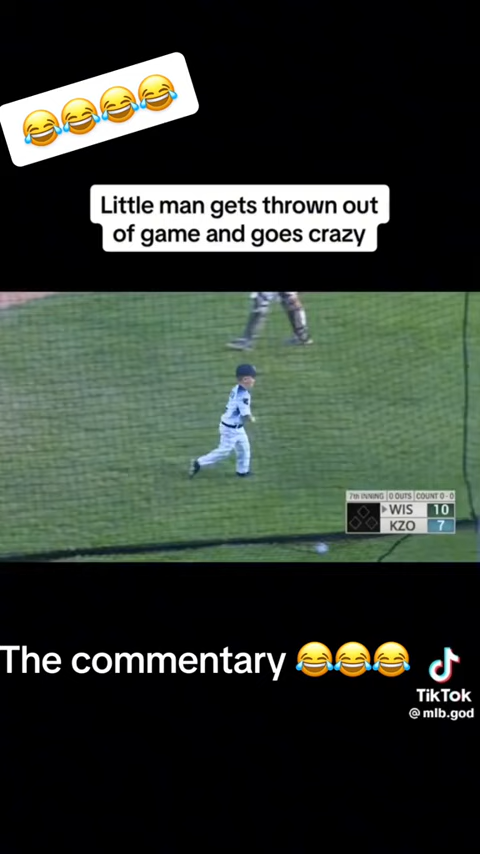 😂😂😂😂
Little man gets thrown out
of game and goes crazy
7th INNING | 0 OUTS | COUNT 0 - 0
▶WIS 10
KZO 7
The commentary 😂😂😂
TikTok
@ mlb.god